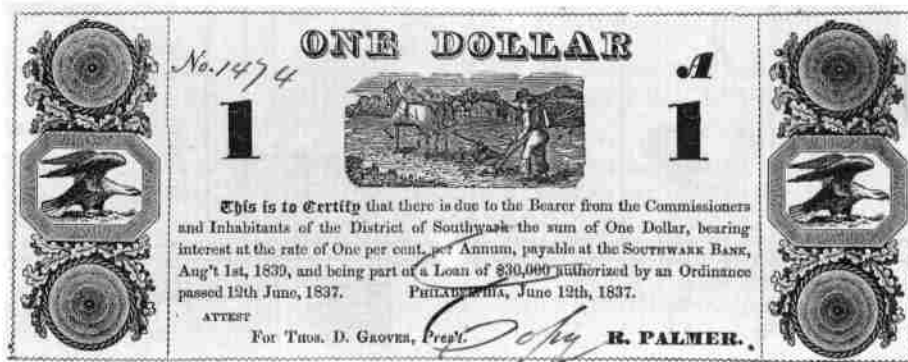 ONE DOLLAR
No. 1474
A
1
1
This is to Certify that there is due to the Bearer from the Commissioners
and Inhabitants of the District of Southwark the sum of One Dollar, bearing
interest at the rate of One per cent. per Annum, payable at the SOUTHWARK BANK,
Aug't 1st, 1839, and being part of a Loan of $30,000 authorized by an Ordinance
passed 12th June, 1837. PHILADELPHIA, June 12th, 1837.
ATTEST
For THOS. D. GROVES, Pres't. Copy R. PALMER.